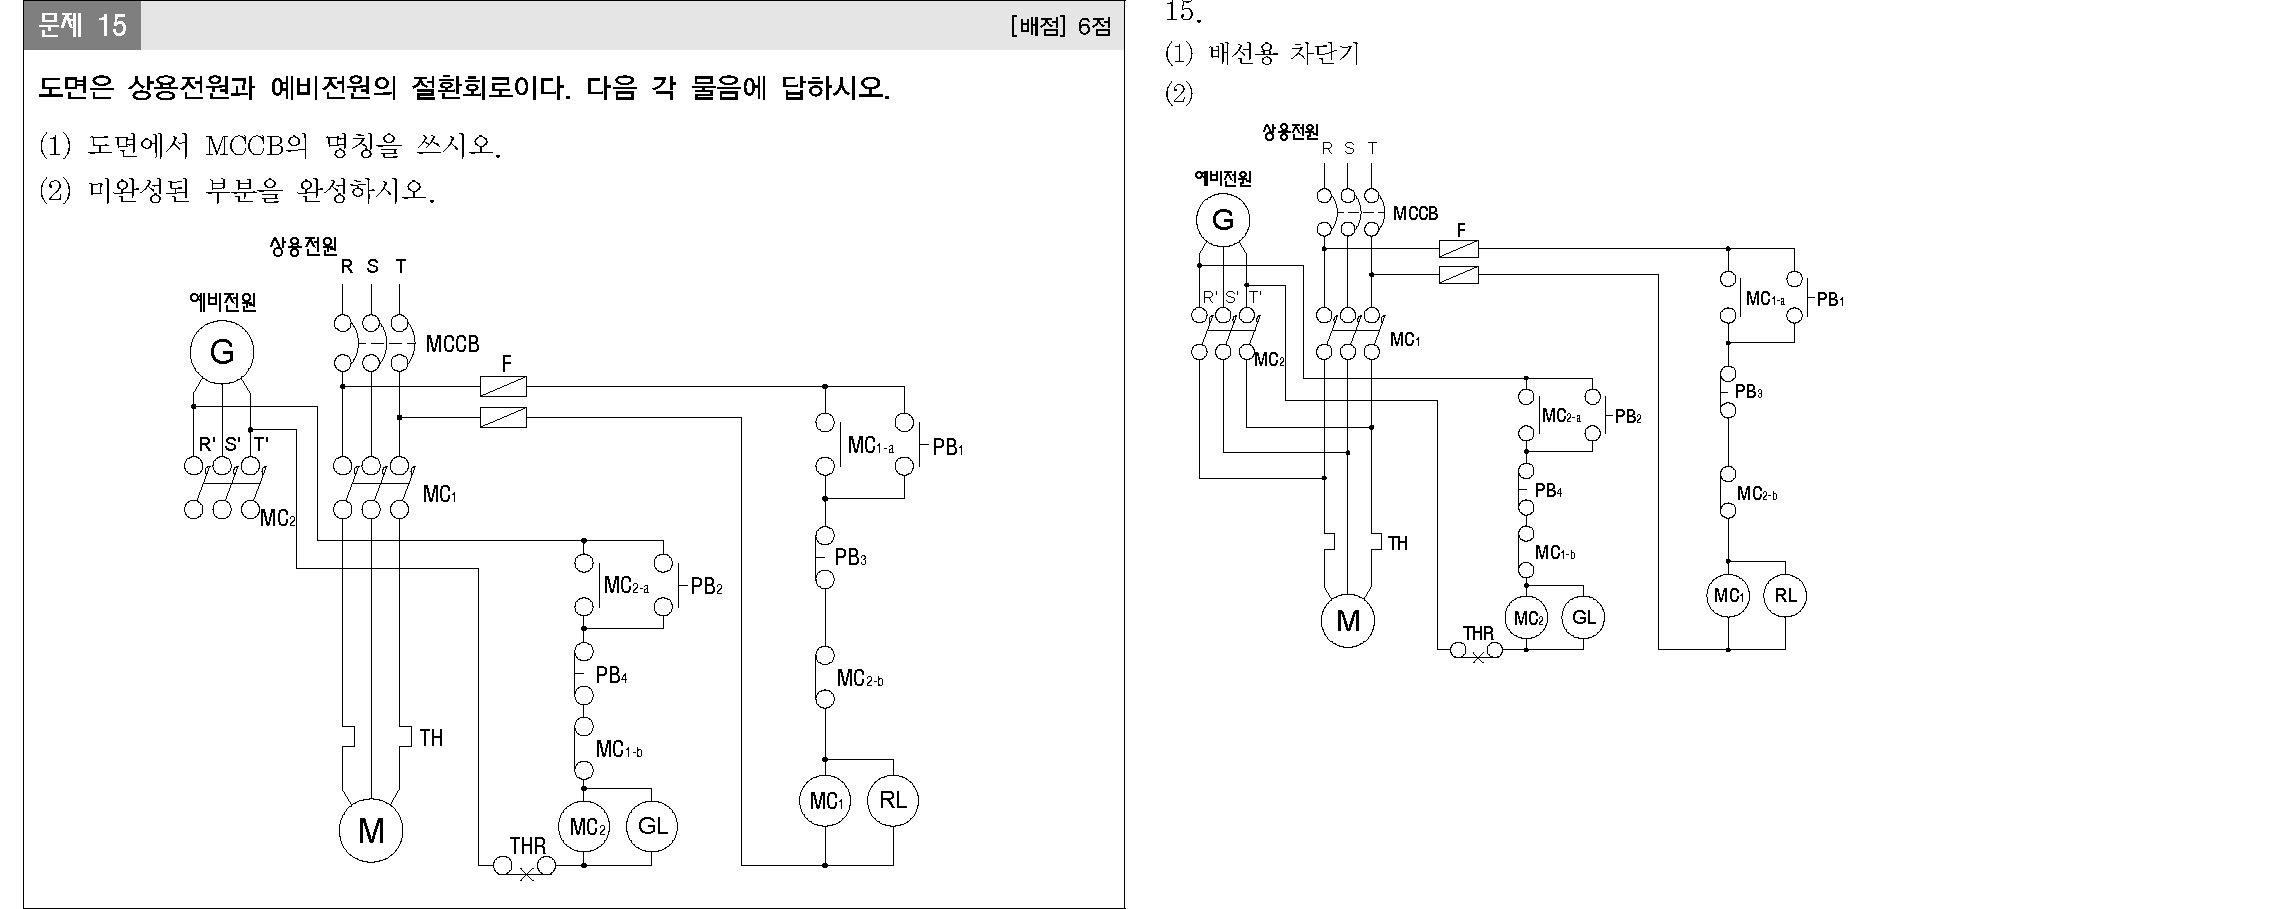 문제 15
[배점] 6점
도면은 상용전원과 예비전원의 절환회로이다. 다음 각 물음에 답하시오.
(1) 도면에서 MCCB의 명칭을 쓰시오.
(2) 미완성된 부분을 완성하시오.
상용전원
R S T
예비전원
G
MCCB
F
R' S' T'
MC1-a
PB1
MC1
MC2
PB3
MC2-a
PB2
PB4
MC2-b
TH
MC1-b
MC1
RL
M
MC2
GL
THR
15.
(1) 배선용 차단기
(2)
상용전원
R S T
예비전원
G
MCCB
F
R' S' T'
MC1-a
PB1
MC1
MC2
PB3
MC2-a
PB2
PB4
MC2-b
TH
MC1-b
MC1
RL
M
MC2
GL
THR